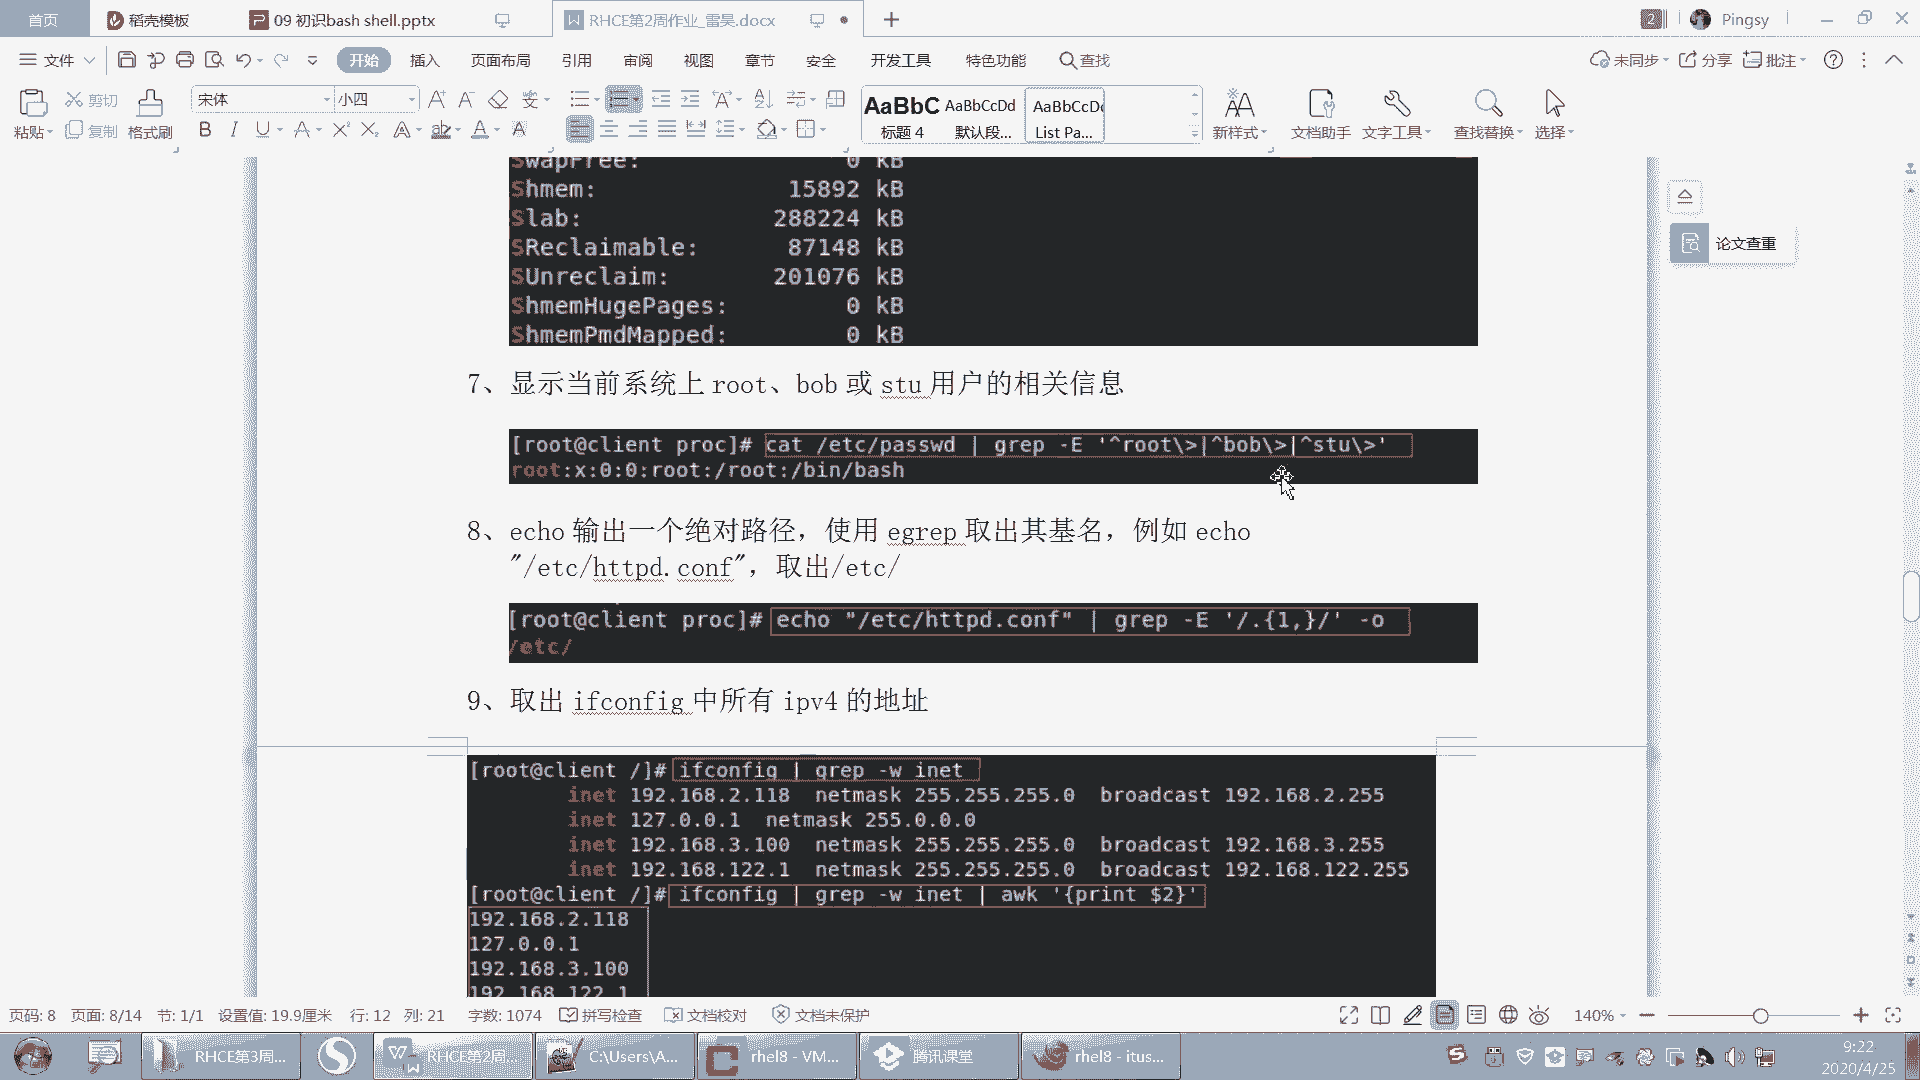 首页 稻壳模板 09 初识bash shell.pptx RHCE第2周作业_雷昊.docx + 2 Pingsy
文件 开始 插入 页面布局 引用 审阅 视图 章节 安全 开发工具 特色功能 查找 未同步 分享 批注
粘贴 剪切 复制 格式刷 宋体 小四 B I U AaBbC 标题 4 AaBbCcDd 默认段... AaBbCcDd List Pa... 新样式 文档助手 文字工具 查找替换 选择
SwapFree: 0 kB
Shmem: 15892 kB
Slab: 288224 kB
SReclaimable: 87148 kB
SUnreclaim: 201076 kB
ShmemHugePages: 0 kB
ShmemPmdMapped: 0 kB
论文查重
7、显示当前系统上 root、bob 或 stu 用户的相关信息
[root@client proc]# cat /etc/passwd | grep -E '^root\>|^bob\>|^stu\>'
root:x:0:0:root:/root:/bin/bash
8、echo 输出一个绝对路径，使用 egrep 取出其基名，例如 echo
"/etc/httpd.conf"，取出/etc/
[root@client proc]# echo "/etc/httpd.conf" | grep -E '/.{1,}/' -o
/etc/
9、取出 ifconfig 中所有 ipv4 的地址
[root@client /]# ifconfig | grep -w inet
inet 192.168.2.118 netmask 255.255.255.0 broadcast 192.168.2.255
inet 127.0.0.1 netmask 255.0.0.0
inet 192.168.3.100 netmask 255.255.255.0 broadcast 192.168.3.255
inet 192.168.122.1 netmask 255.255.255.0 broadcast 192.168.122.255
[root@client /]# ifconfig | grep -w inet | awk '{print $2}'
192.168.2.118
127.0.0.1
192.168.3.100
192.168.122.1
页码: 8 页面: 8/14 节: 1/1 设置值: 19.9厘米 行: 12 列: 21 字数: 1074 拼写检查 文档校对 文档未保护 140%
RHCE第3周... RHCE第2周... C:\Users\A... rhel8 - VM... 腾讯课堂 rhel8 - itus... 9:22
2020/4/25